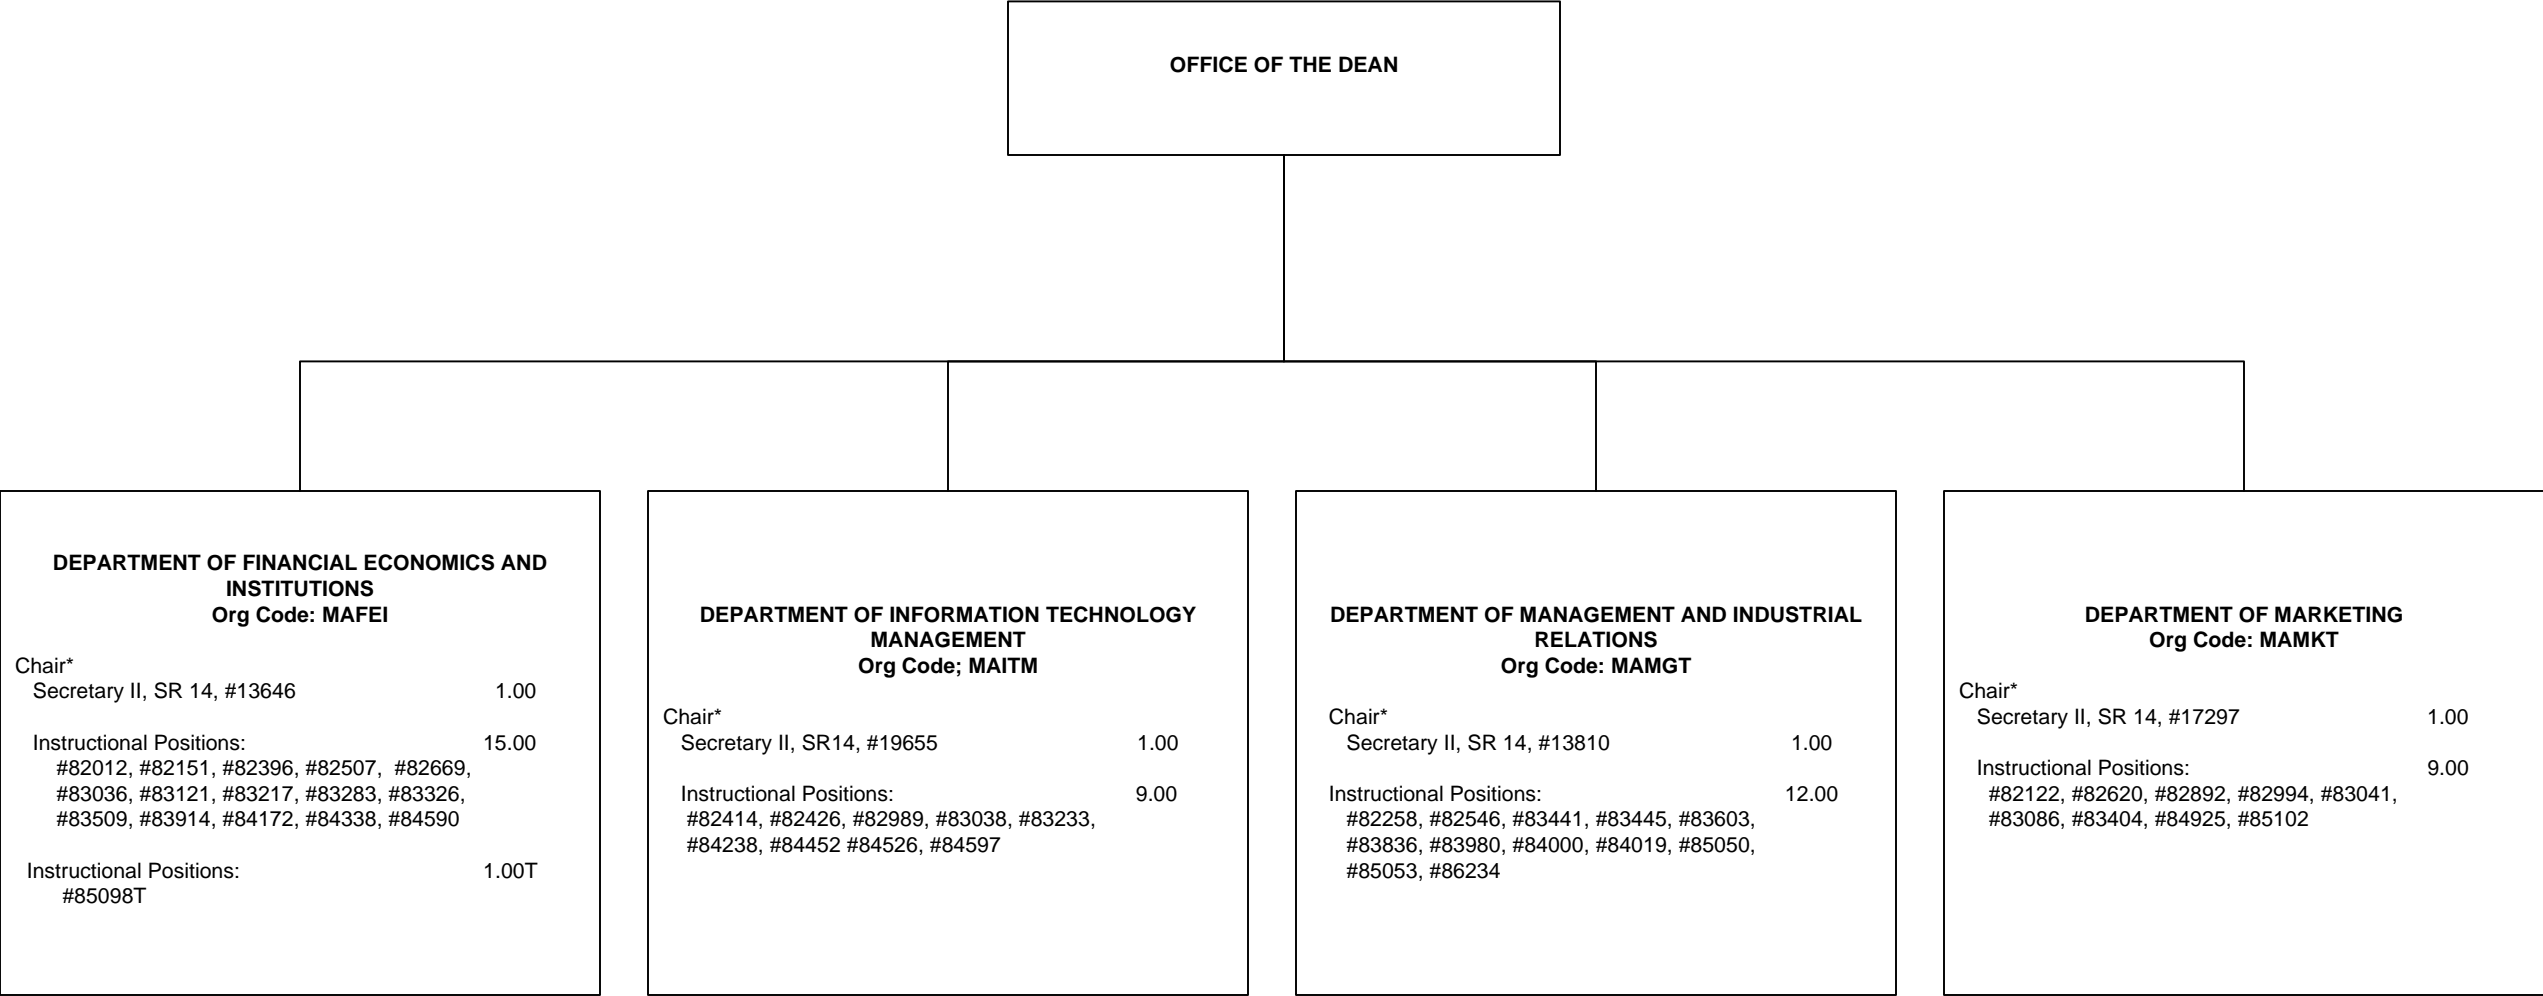 OFFICE OF THE DEAN
DEPARTMENT OF FINANCIAL ECONOMICS AND
INSTITUTIONS
Org Code: MAFEI
Chair*
Secretary II, SR 14, #13646 1.00
Instructional Positions: 15.00
#82012, #82151, #82396, #82507, #82669,
#83036, #83121, #83217, #83283, #83326,
#83509, #83914, #84172, #84338, #84590
Instructional Positions: 1.00T
#85098T
DEPARTMENT OF INFORMATION TECHNOLOGY
MANAGEMENT
Org Code; MAITM
Chair*
Secretary II, SR14, #19655 1.00
Instructional Positions: 9.00
#82414, #82426, #82989, #83038, #83233,
#84238, #84452 #84526, #84597
DEPARTMENT OF MANAGEMENT AND INDUSTRIAL
RELATIONS
Org Code: MAMGT
Chair*
Secretary II, SR 14, #13810 1.00
Instructional Positions: 12.00
#82258, #82546, #83441, #83445, #83603,
#83836, #83980, #84000, #84019, #85050,
#85053, #86234
DEPARTMENT OF MARKETING
Org Code: MAMKT
Chair*
Secretary II, SR 14, #17297 1.00
Instructional Positions: 9.00
#82122, #82620, #82892, #82994, #83041,
#83086, #83404, #84925, #85102